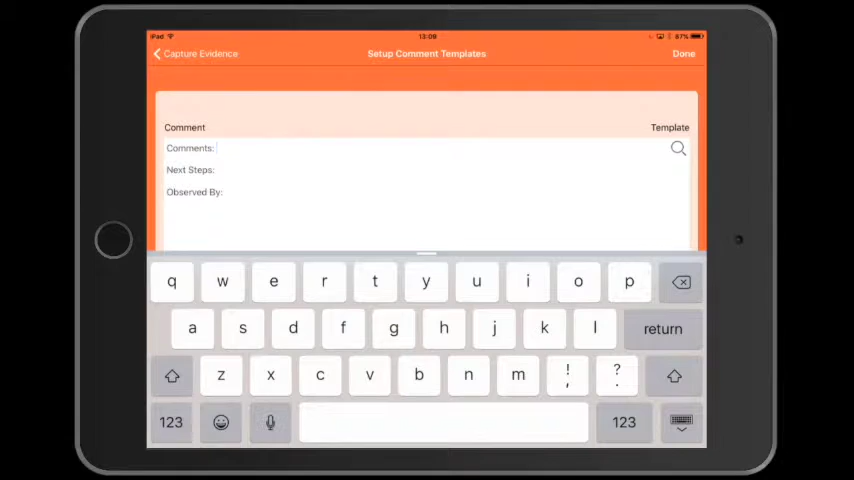 iPad 13:09 87%
Capture Evidence Setup Comment Templates Done
Comment Template
Comments:
Next Steps:
Observed By:
q w e r t y u i o p
a s d f g h j k l return
z x c v b n m ! , ? .
123 123